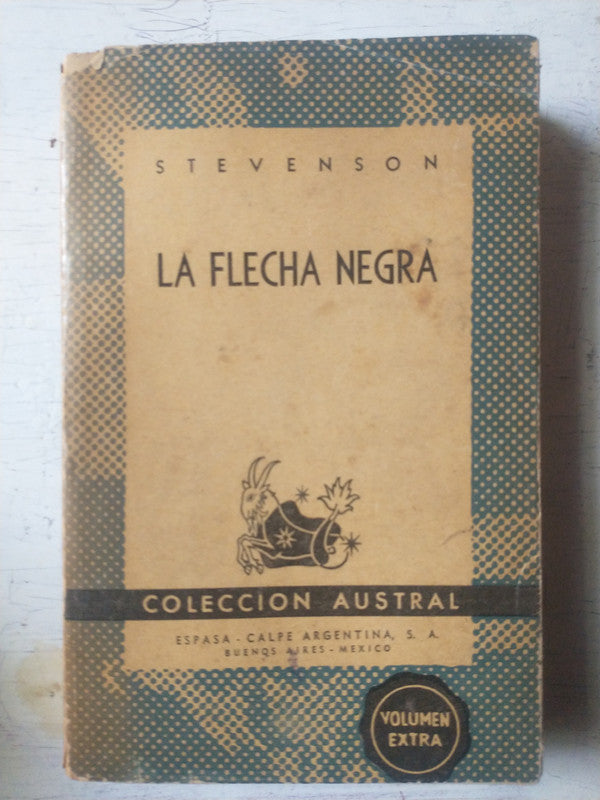 STEVENSON
LA FLECHA NEGRA
COLECCION AUSTRAL
ESPASA - CALPE ARGENTINA, S. A.
BUENOS AIRES - MEXICO
VOLUMEN
EXTRA